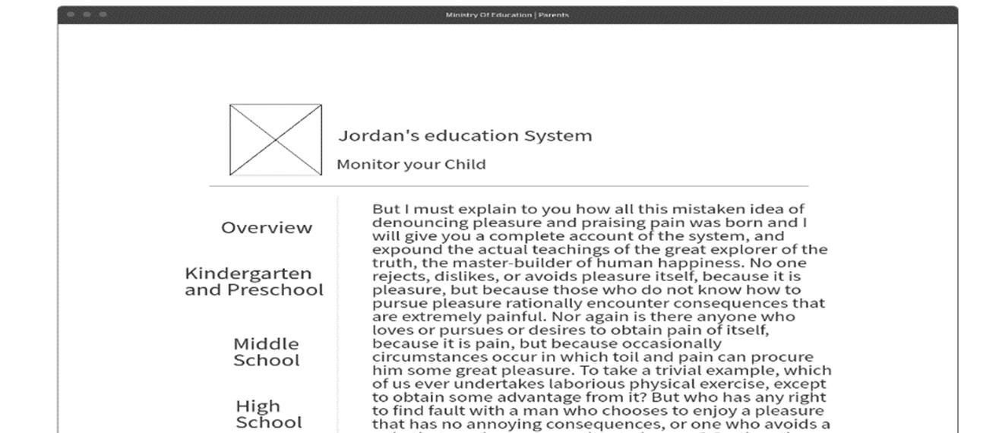 Ministry Of Education | Parents
Jordan's education System
Monitor your Child
Overview
Kindergarten
and Preschool
Middle
School
High
School
But I must explain to you how all this mistaken idea of
denouncing pleasure and praising pain was born and I
will give you a complete account of the system, and
expound the actual teachings of the great explorer of the
truth, the master-builder of human happiness. No one
rejects, dislikes, or avoids pleasure itself, because it is
pleasure, but because those who do not know how to
pursue pleasure rationally encounter consequences that
are extremely painful. Nor again is there anyone who
loves or pursues or desires to obtain pain of itself,
because it is pain, but because occasionally
circumstances occur in which toil and pain can procure
him some great pleasure. To take a trivial example, which
of us ever undertakes laborious physical exercise, except
to obtain some advantage from it? But who has any right
to find fault with a man who chooses to enjoy a pleasure
that has no annoying consequences, or one who avoids a